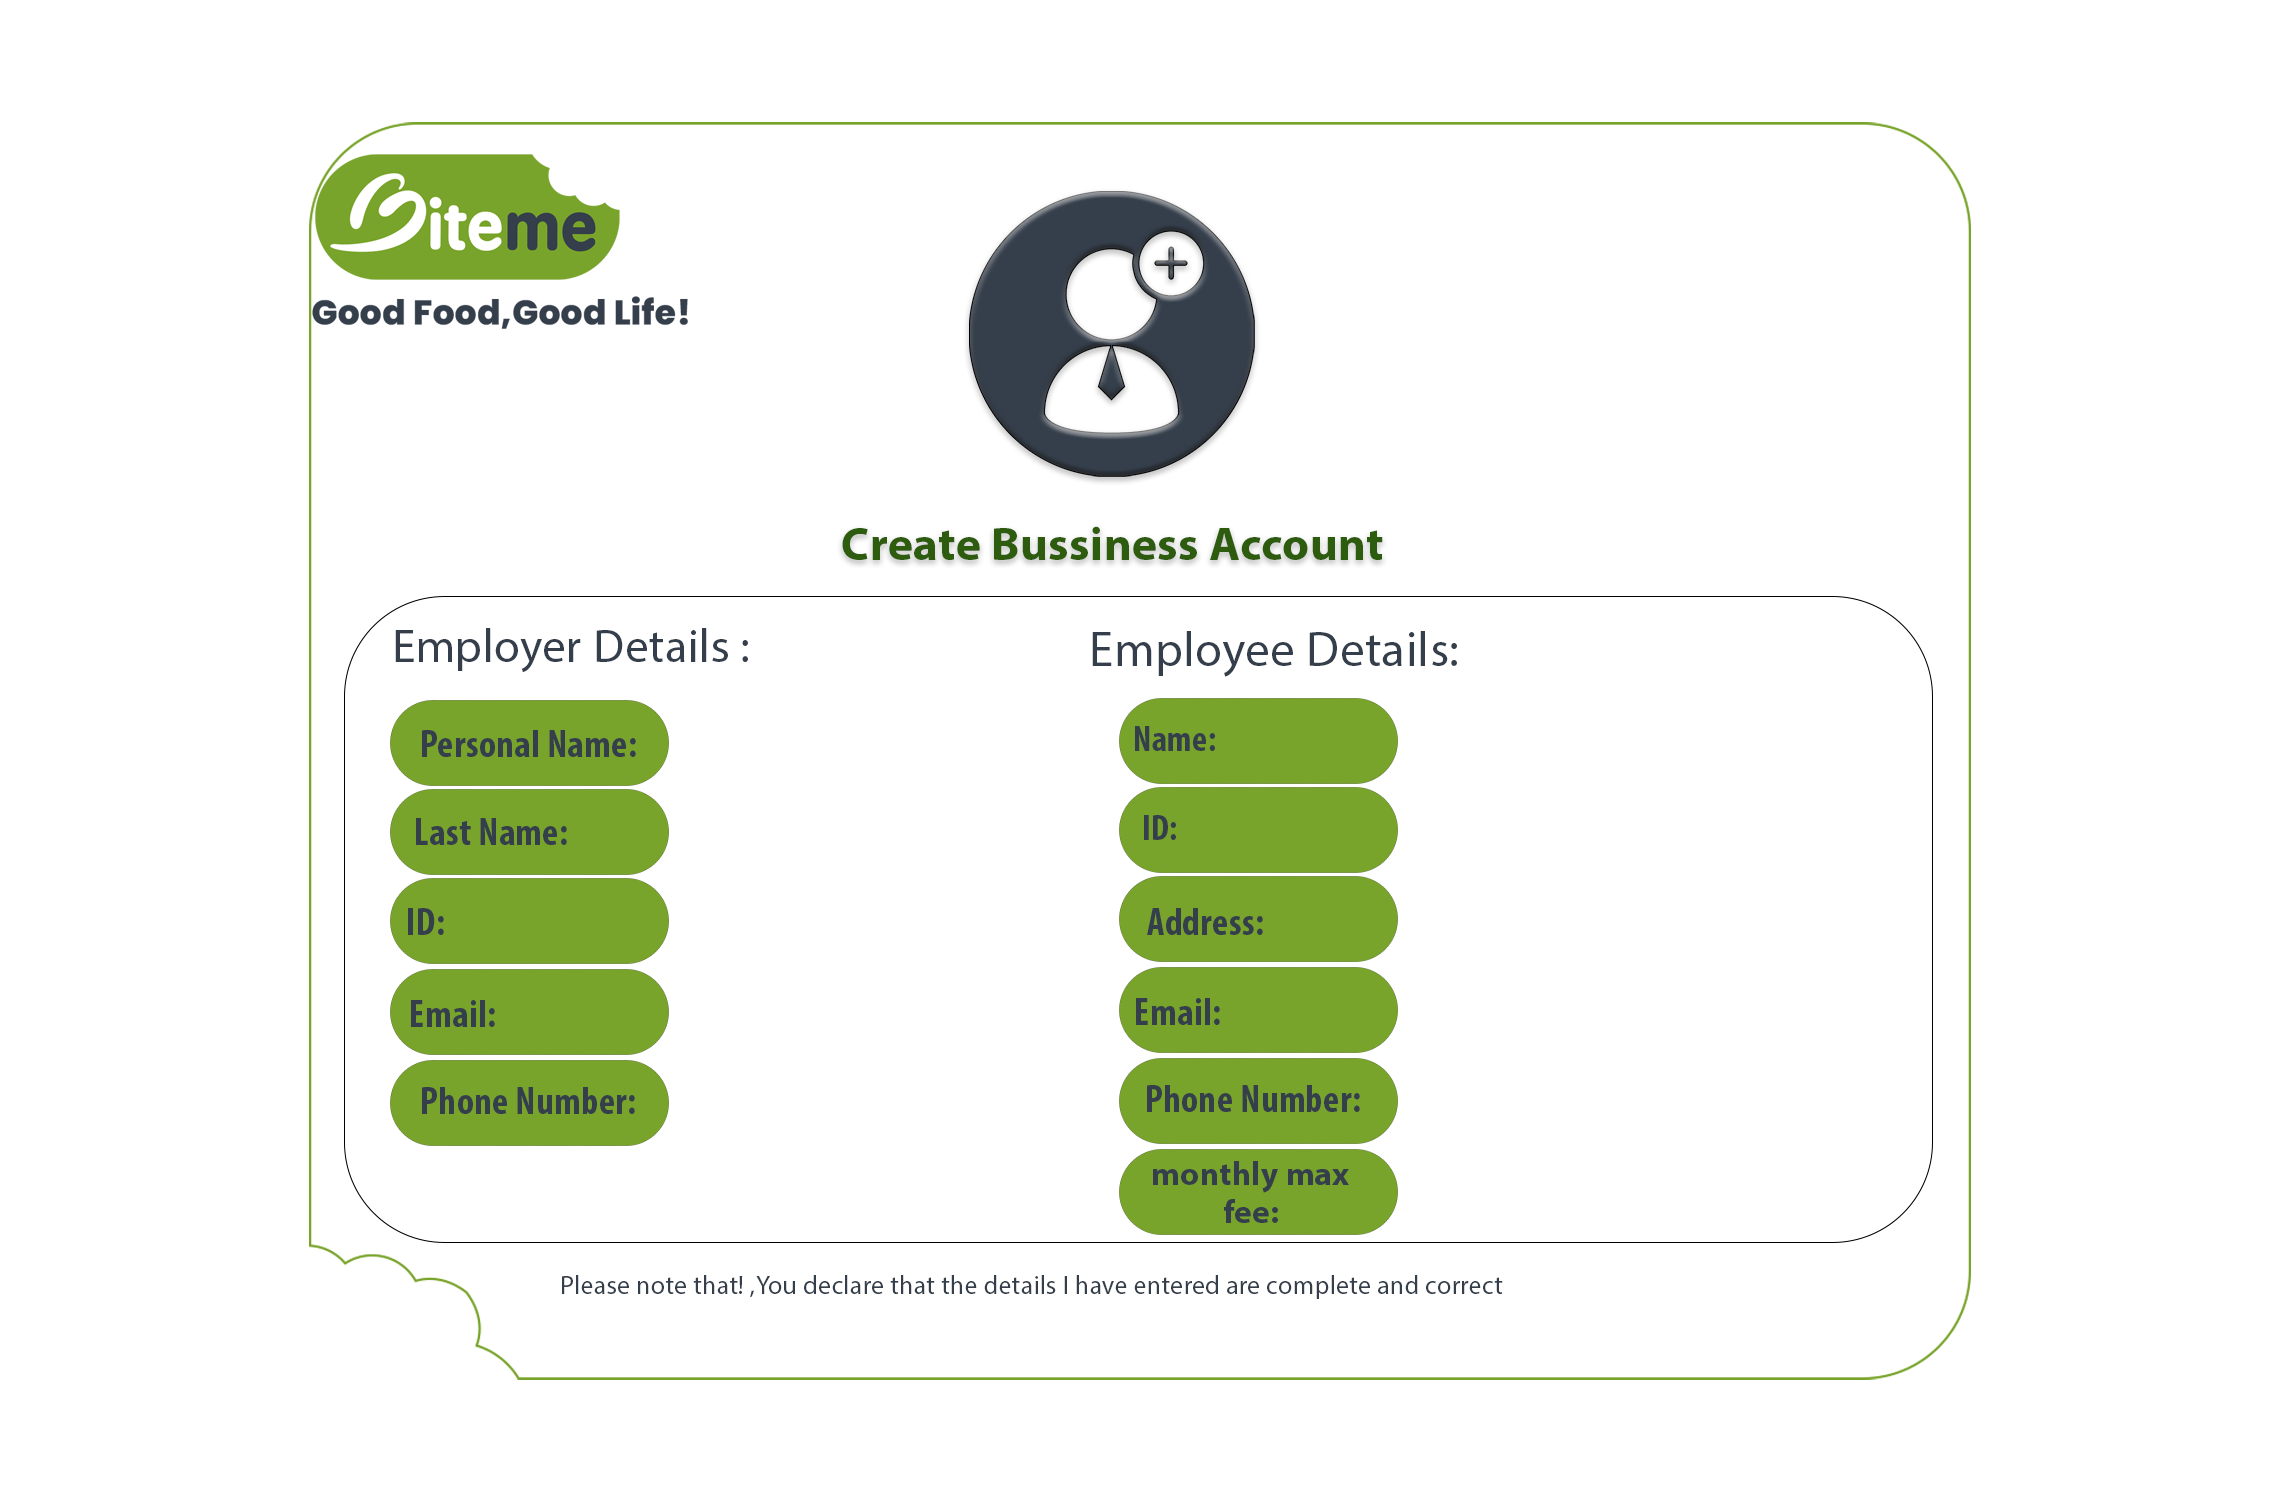 Biteme
Good Food,Good Life!
Create Bussiness Account
Employer Details :
Personal Name:
Last Name:
ID:
Email:
Phone Number:
Employee Details:
Name:
ID:
Address:
Email:
Phone Number:
monthly max
fee:
Please note that! ,You declare that the details I have entered are complete and correct